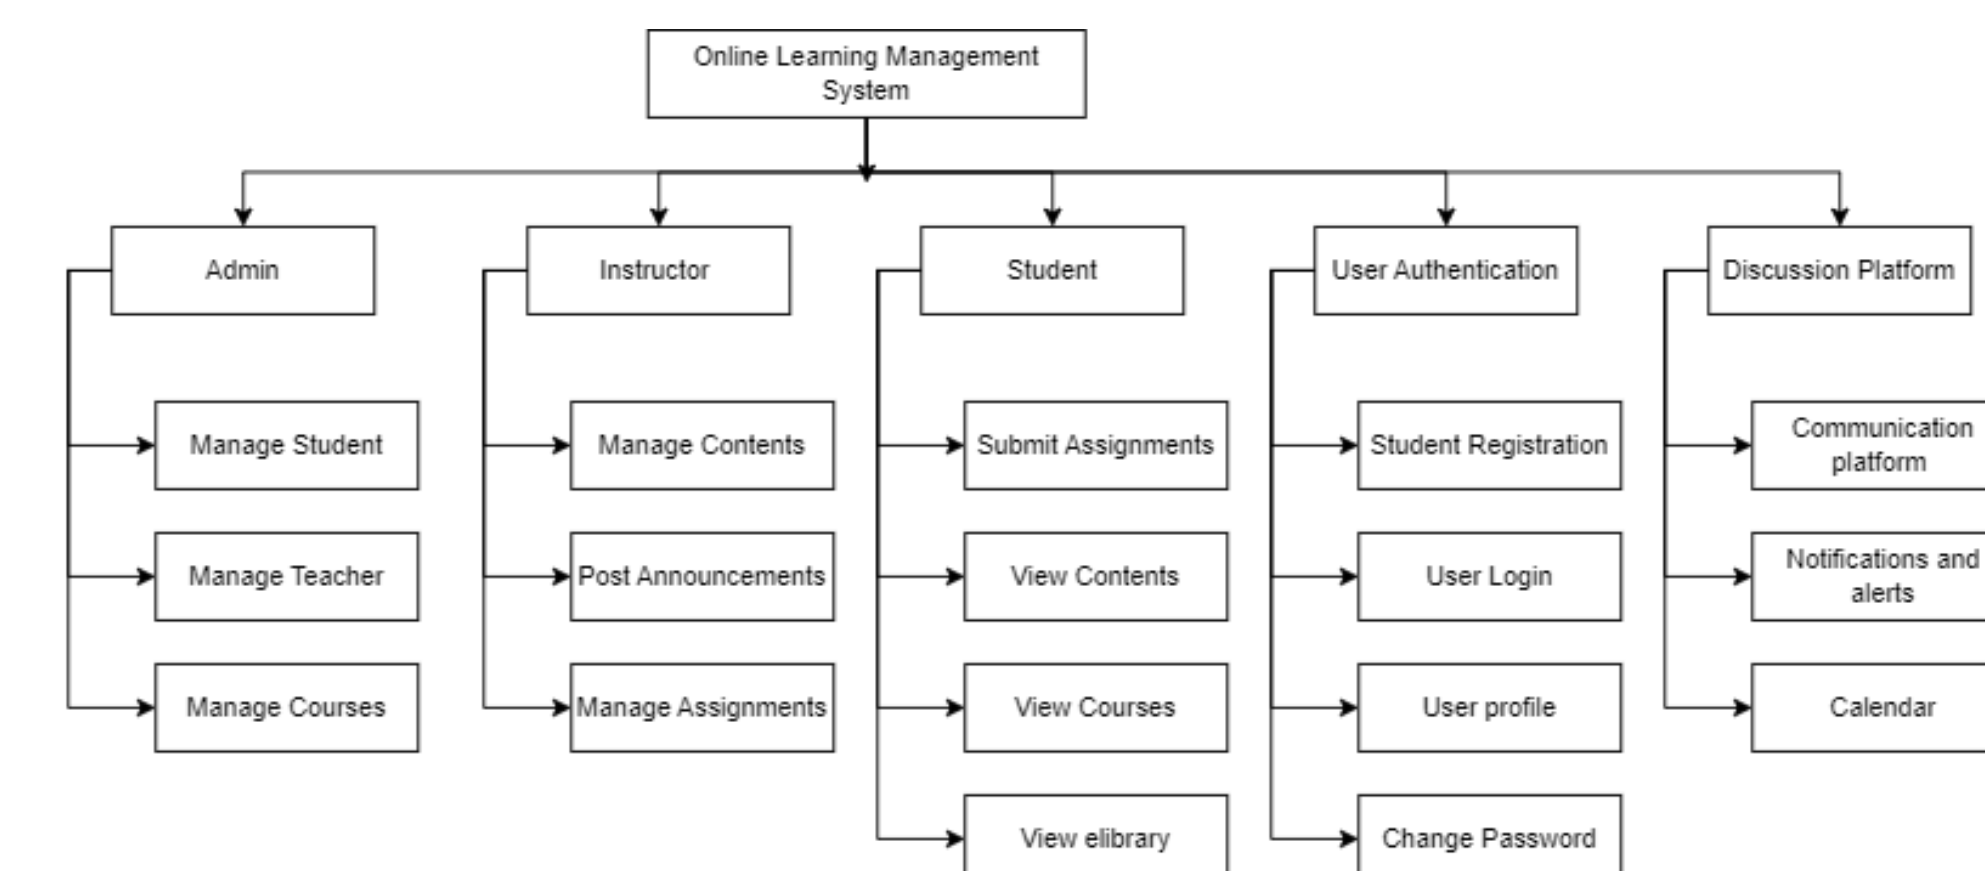 Online Learning Management
System
Admin
Instructor
Student
User Authentication
Discussion Platform
Manage Student
Manage Contents
Submit Assignments
Student Registration
Communication
platform
Manage Teacher
Post Announcements
View Contents
User Login
Notifications and
alerts
Manage Courses
Manage Assignments
View Courses
User profile
Calendar
View elibrary
Change Password